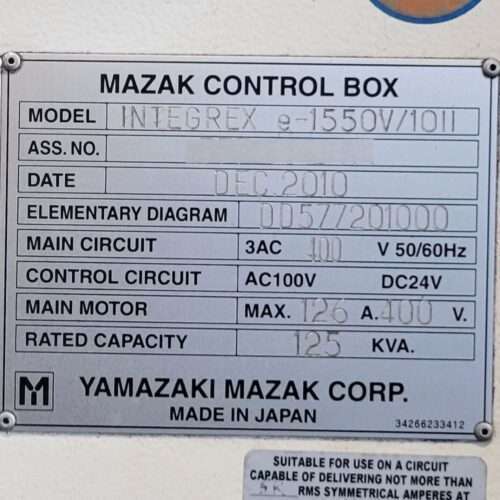 MAZAK CONTROL BOX
MODEL INTEGREX e-1550V/10II
ASS. NO.
DATE DEC.2010
ELEMENTARY DIAGRAM DD577201000
MAIN CIRCUIT 3AC 400 V 50/60Hz
CONTROL CIRCUIT AC100V DC24V
MAIN MOTOR MAX. 126 A. 400 V.
RATED CAPACITY 125 KVA.
YAMAZAKI MAZAK CORP.
MADE IN JAPAN
34266233412
SUITABLE FOR USE ON A CIRCUIT
CAPABLE OF DELIVERING NOT MORE THAN
RMS SYMMETRICAL AMPERES AT